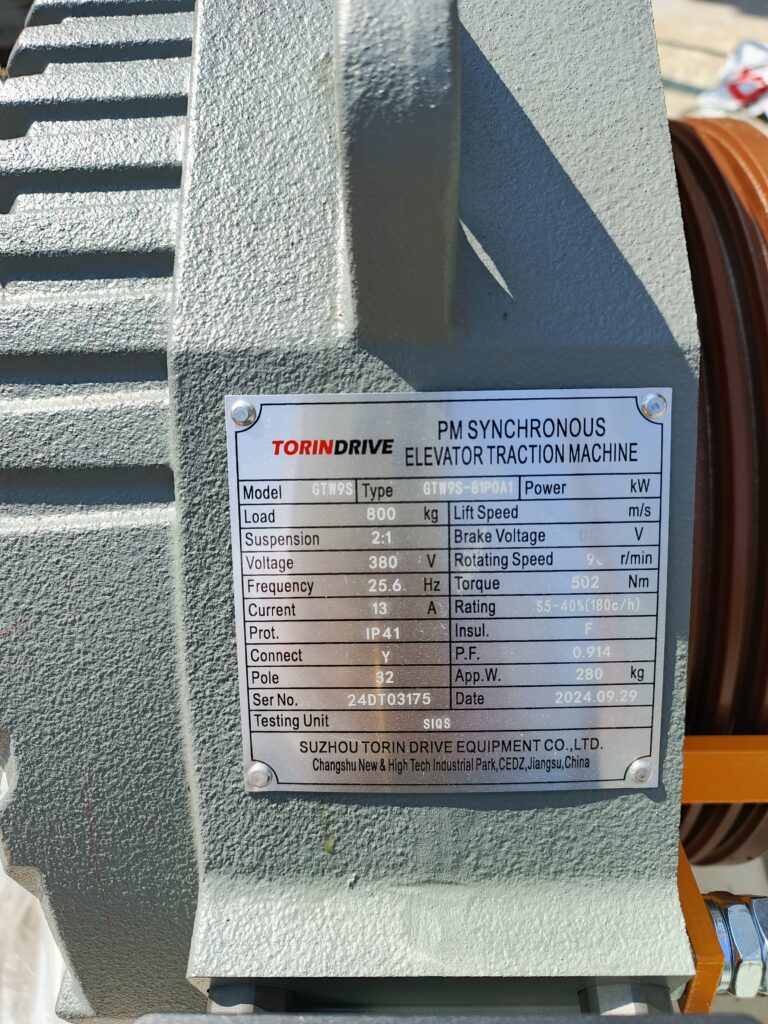 TORINDRIVE
PM SYNCHRONOUS
ELEVATOR TRACTION MACHINE
Model GTW9S Type GTW9S-81P0A1 Power kW
Load 800 kg Lift Speed m/s
Suspension 2:1 Brake Voltage V
Voltage 380 V Rotating Speed r/min
Frequency 25.6 Hz Torque 502 Nm
Current 13 A Rating S5-40%(180c/h)
Prot. IP41 Insul. F
Connect Y P.F. 0.914
Pole 32 App.W. 280 kg
Ser No. 24DT03175 Date 2024.09.29
Testing Unit SIQS
SUZHOU TORIN DRIVE EQUIPMENT CO.,LTD.
Changshu New & High Tech Industrial Park,CEDZ,Jiangsu,China